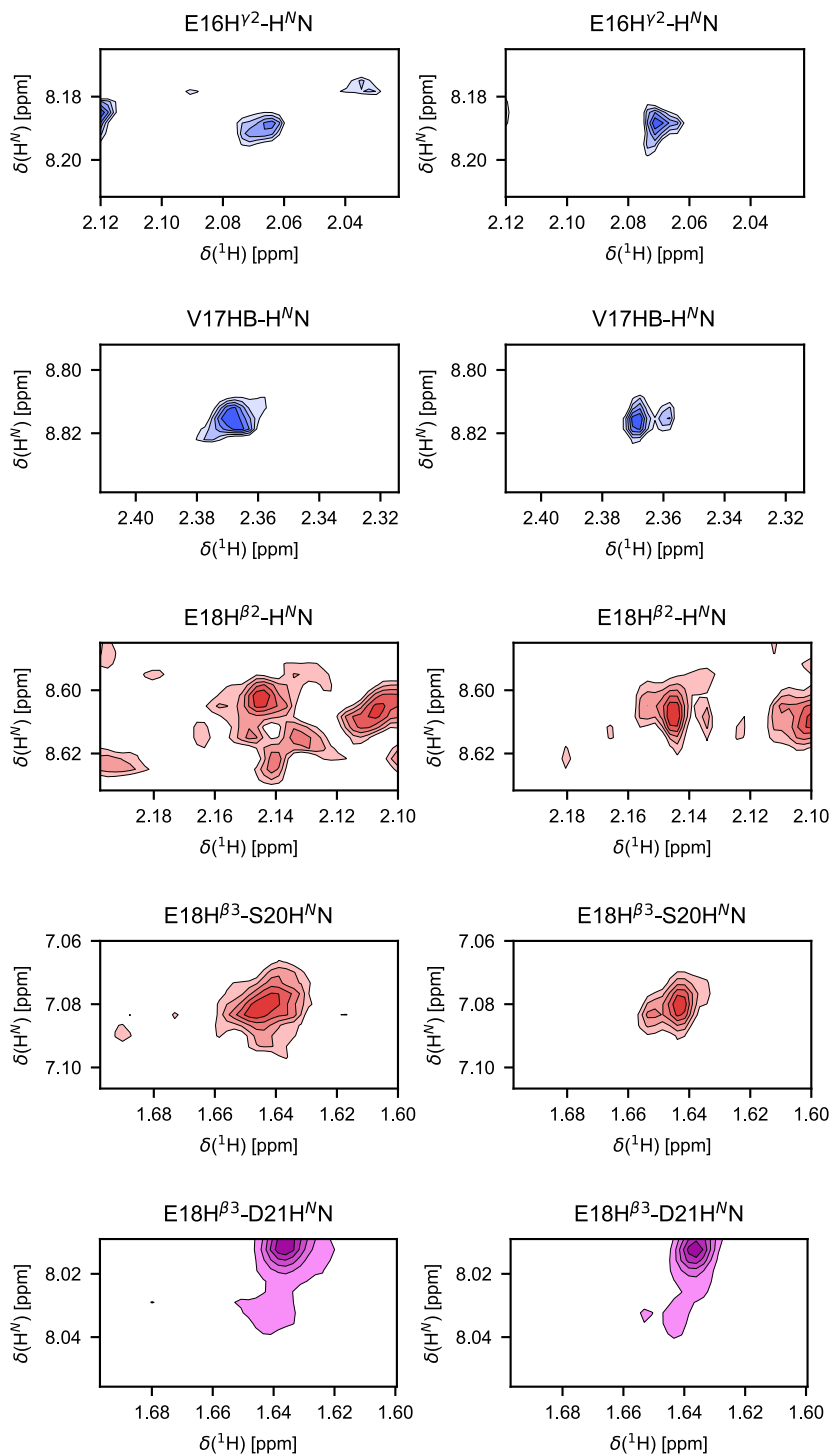 E16Hᵞ²-HᴺN E16Hᵞ²-HᴺN
δ(Hᴺ) [ppm] δ(Hᴺ) [ppm]
8.18 8.18
8.20 8.20
2.12 2.10 2.08 2.06 2.04 2.12 2.10 2.08 2.06 2.04
δ(¹H) [ppm] δ(¹H) [ppm]
V17HB-HᴺN V17HB-HᴺN
δ(Hᴺ) [ppm] δ(Hᴺ) [ppm]
8.80 8.80
8.82 8.82
2.40 2.38 2.36 2.34 2.32 2.40 2.38 2.36 2.34 2.32
δ(¹H) [ppm] δ(¹H) [ppm]
E18Hᵝ²-HᴺN E18Hᵝ²-HᴺN
δ(Hᴺ) [ppm] δ(Hᴺ) [ppm]
8.60 8.60
8.62 8.62
2.18 2.16 2.14 2.12 2.10 2.18 2.16 2.14 2.12 2.10
δ(¹H) [ppm] δ(¹H) [ppm]
E18Hᵝ³-S20HᴺN E18Hᵝ³-S20HᴺN
δ(Hᴺ) [ppm] δ(Hᴺ) [ppm]
7.06 7.06
7.08 7.08
7.10 7.10
1.68 1.66 1.64 1.62 1.60 1.68 1.66 1.64 1.62 1.60
δ(¹H) [ppm] δ(¹H) [ppm]
E18Hᵝ³-D21HᴺN E18Hᵝ³-D21HᴺN
δ(Hᴺ) [ppm] δ(Hᴺ) [ppm]
8.02 8.02
8.04 8.04
1.68 1.66 1.64 1.62 1.60 1.68 1.66 1.64 1.62 1.60
δ(¹H) [ppm] δ(¹H) [ppm]